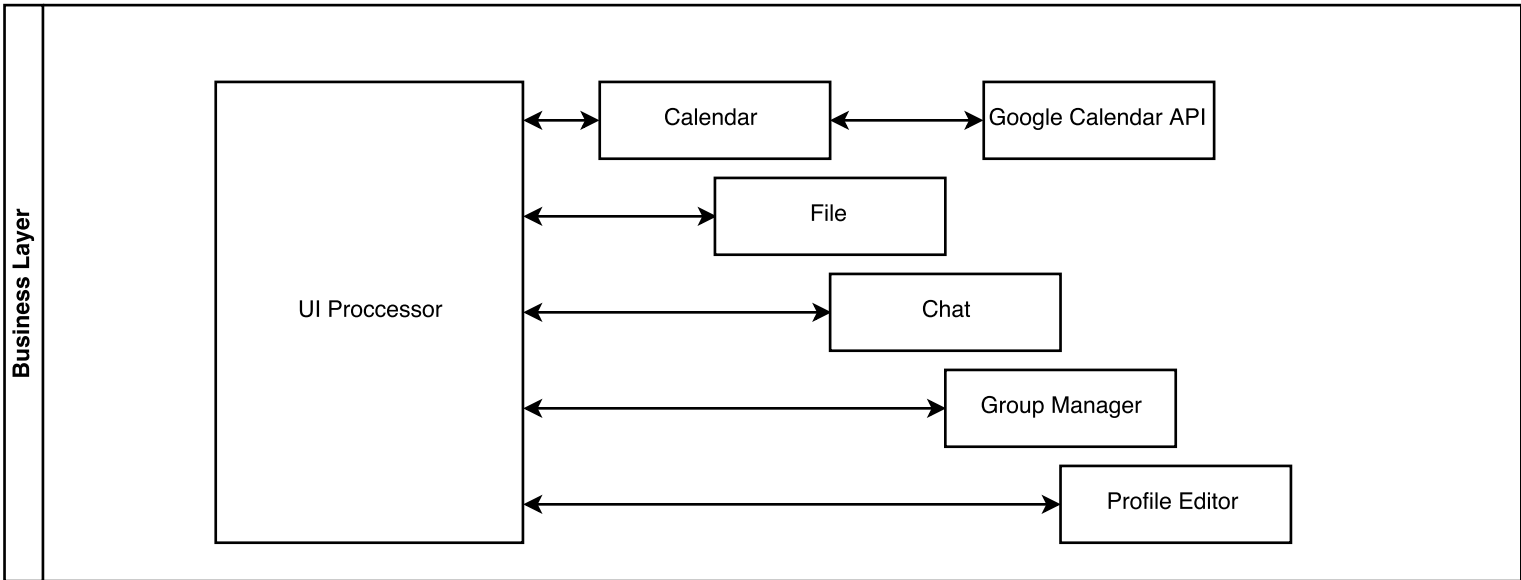 Business Layer
UI Proccessor
Calendar
Google Calendar API
File
Chat
Group Manager
Profile Editor